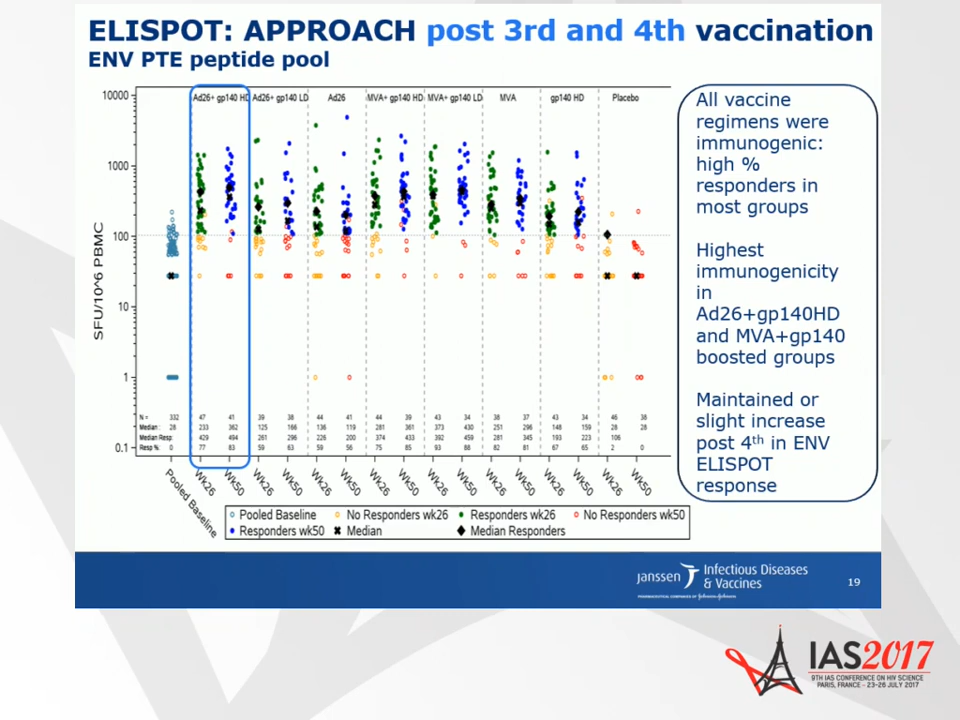 ELISPOT: APPROACH post 3rd and 4th vaccination
ENV PTE peptide pool
Ad26+ gp140 HD Ad26+ gp140 LD Ad26 MVA+ gp140 HD MVA+ gp140 LD MVA gp140 HD Placebo
SFU/10^6 PBMC
10000
1000
100
10
1
0.1
N = 332 47 41 39 38 44 41 44 39 43 34 38 37 43 34 46 38
Median : 28 233 362 125 166 136 119 281 361 373 430 251 296 148 159 28 28
Median Resp 429 494 261 296 226 200 374 433 392 459 281 345 193 223 106
Resp % 0 77 83 59 63 59 56 75 85 93 88 82 81 67 65 2 0
Pooled Baseline Wk26 Wk50 Wk26 Wk50 Wk26 Wk50 Wk26 Wk50 Wk26 Wk50 Wk26 Wk50 Wk26 Wk50 Wk26 Wk50
Pooled Baseline No Responders wk26 Responders wk26 No Responders wk50
Responders wk50 Median Median Responders
All vaccine
regimens were
immunogenic:
high %
responders in
most groups
Highest
immunogenicity
in
Ad26+gp140HD
and MVA+gp140
boosted groups
Maintained or
slight increase
post 4th in ENV
ELISPOT
response
Janssen Infectious Diseases
& Vaccines
PHARMACEUTICAL COMPANIES OF Johnson & Johnson
19
IAS2017
9TH IAS CONFERENCE ON HIV SCIENCE
PARIS, FRANCE - 23-26 JULY 2017